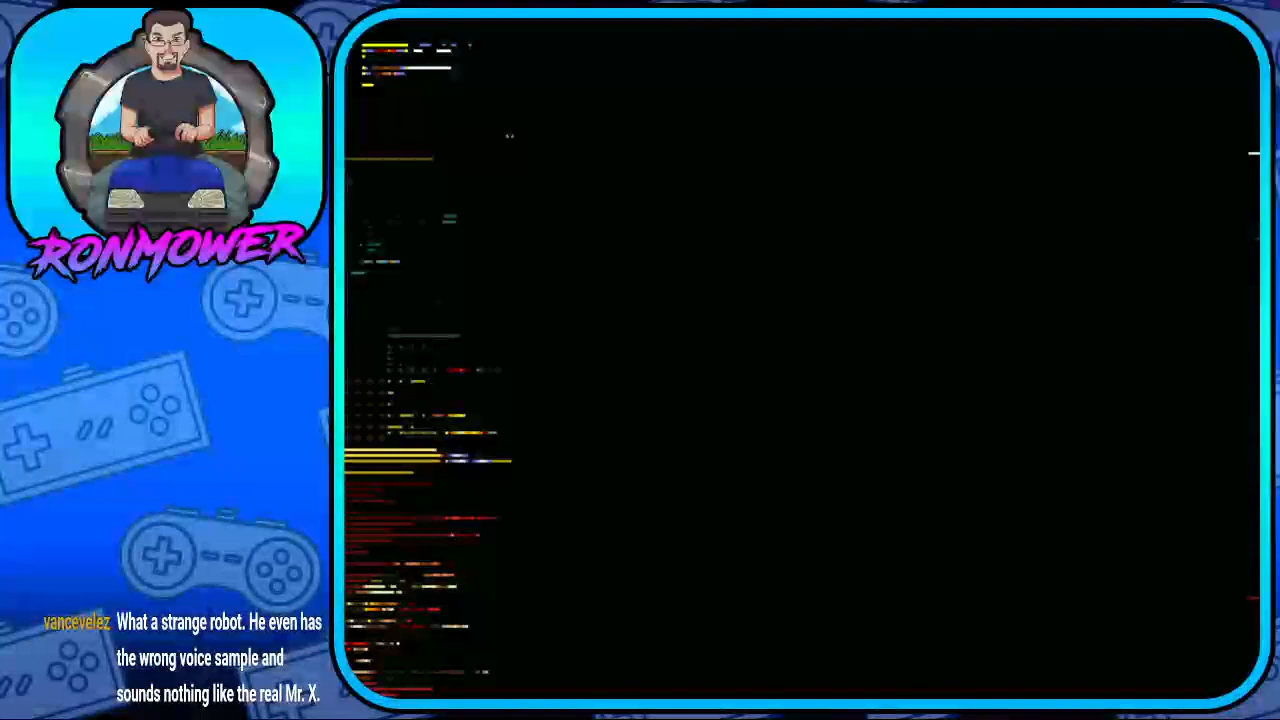 RONMOWER
vancevelez What a strange robot. He even has
the wrong voice sample and
sounds nothing like the real Mr. X.